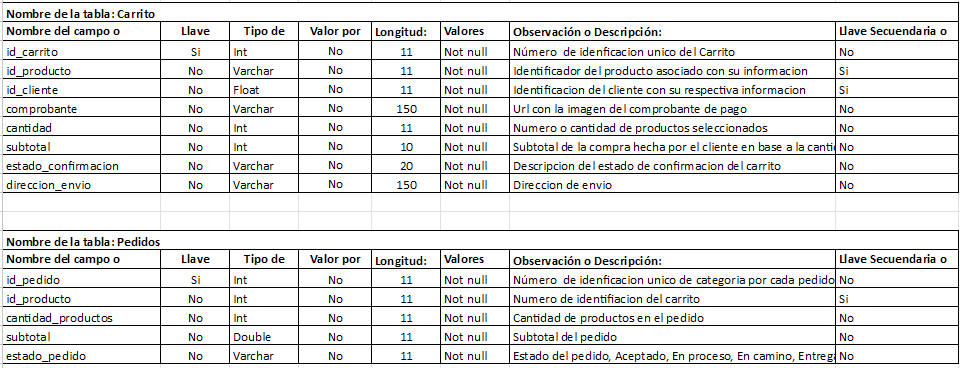 Nombre de la tabla: Carrito
Nombre del campo o Llave Tipo de Valor por Longitud: Valores Observación o Descripción: Llave Secuendaria o
id_carrito Si Int No 11 Not null Número de idenficacion unico del Carrito No
id_producto No Varchar No 11 Not null Identificador del producto asociado con su informacion Si
id_cliente No Float No 11 Not null Identificacion del cliente con su respectiva informacion Si
comprobante No Varchar No 150 Not null Url con la imagen del comprobante de pago No
cantidad No Int No 11 Not null Numero o cantidad de productos seleccionados No
subtotal No Int No 10 Not null Subtotal de la compra hecha por el cliente en base a la canti No
estado_confirmacion No Varchar No 20 Not null Descripcion del estado de confirmacion del carrito No
direccion_envio No Varchar No 150 Not null Direccion de envio No
Nombre de la tabla: Pedidos
Nombre del campo o Llave Tipo de Valor por Longitud: Valores Observación o Descripción: Llave Secuendaria o
id_pedido Si Int No 11 Not null Número de idenficacion unico de categoria por cada pedido No
id_producto No Int No 11 Not null Numero de identifiacion del carrito Si
cantidad_productos No Int No 11 Not null Cantidad de productos en el pedido No
subtotal No Double No 11 Not null Subtotal del pedido No
estado_pedido No Varchar No 11 Not null Estado del pedido, Aceptado, En proceso, En camino, Entrega No